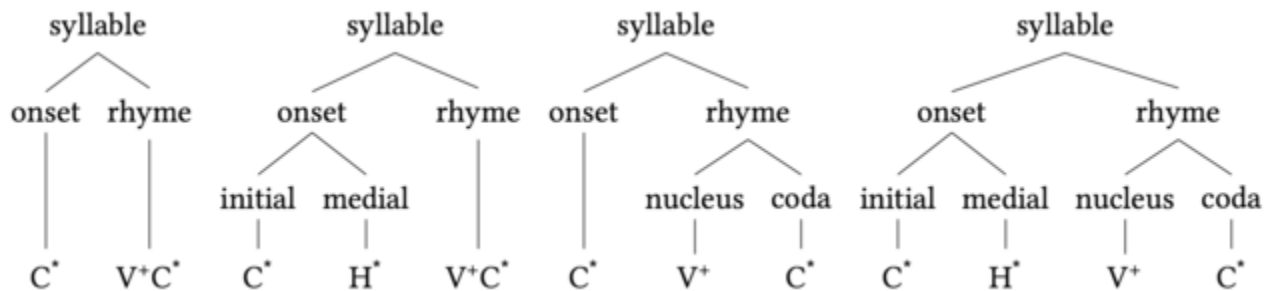 syllable syllable syllable syllable
onset rhyme onset rhyme onset rhyme onset rhyme
initial medial nucleus coda initial medial nucleus coda
C* V⁺C* C* H* V⁺C* C* V⁺ C* C* H* V⁺ C*